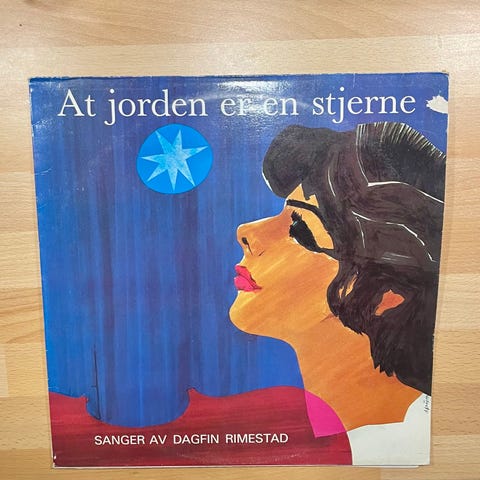 At jorden er en stjerne
SANGER AV DAGFIN RIMESTAD